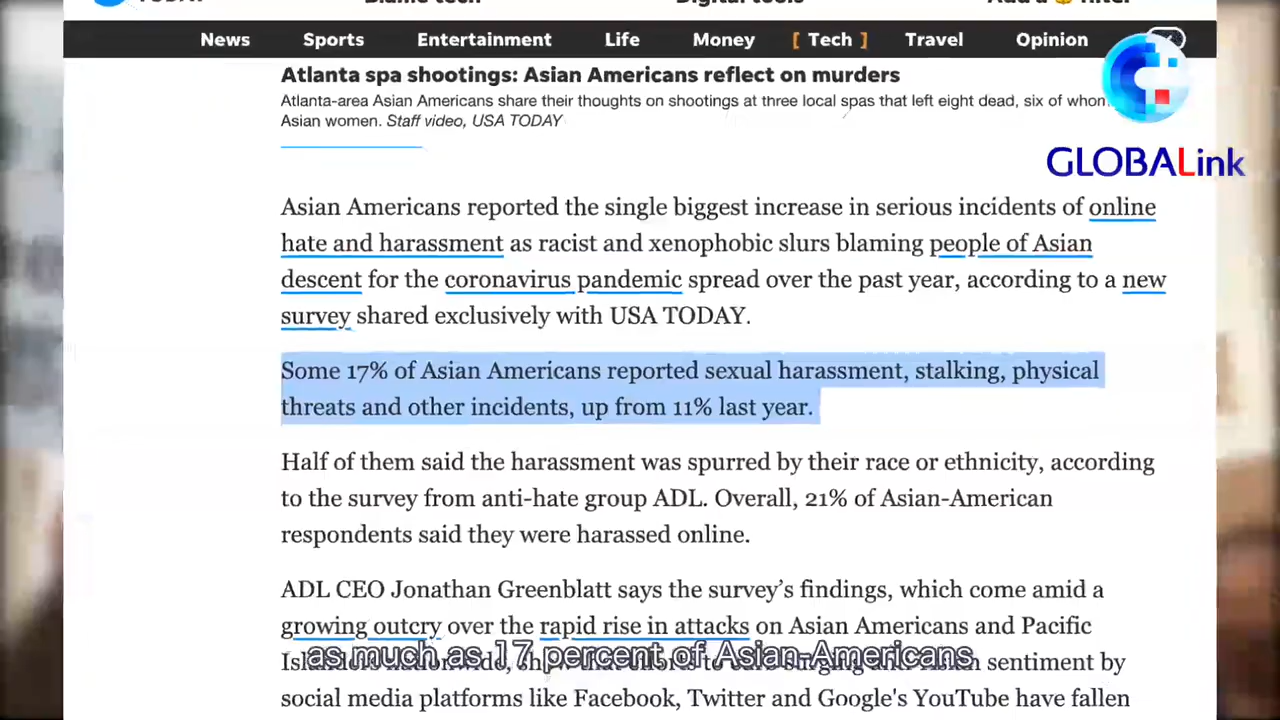 News Sports Entertainment Life Money [ Tech ] Travel Opinion
Atlanta spa shootings: Asian Americans reflect on murders
Atlanta-area Asian Americans share their thoughts on shootings at three local spas that left eight dead, six of whom
Asian women. Staff video, USA TODAY
GLOBALink
Asian Americans reported the single biggest increase in serious incidents of online
hate and harassment as racist and xenophobic slurs blaming people of Asian
descent for the coronavirus pandemic spread over the past year, according to a new
survey shared exclusively with USA TODAY.
Some 17% of Asian Americans reported sexual harassment, stalking, physical
threats and other incidents, up from 11% last year.
Half of them said the harassment was spurred by their race or ethnicity, according
to the survey from anti-hate group ADL. Overall, 21% of Asian-American
respondents said they were harassed online.
ADL CEO Jonathan Greenblatt says the survey's findings, which come amid a
growing outcry over the rapid rise in attacks on Asian Americans and Pacific
as much as 17 percent of Asian-Americans
sentiment by
social media platforms like Facebook, Twitter and Google's YouTube have fallen